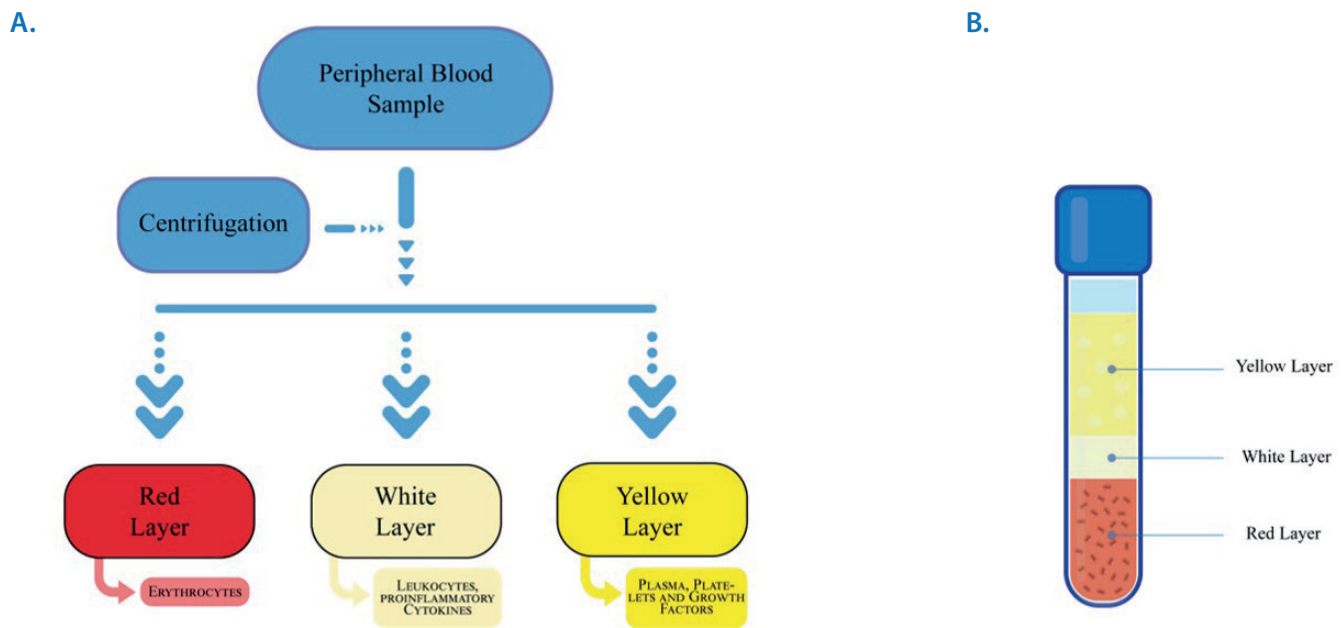 A.
B.
Peripheral Blood
Sample
Centrifugation
Red
Layer
White
Layer
Yellow
Layer
ERYTHROCYTES
LEUKOCYTES,
PROINFLAMMATORY
CYTOKINES
PLASMA, PLATE-
LETS AND GROWTH
FACTORS
Yellow Layer
White Layer
Red Layer